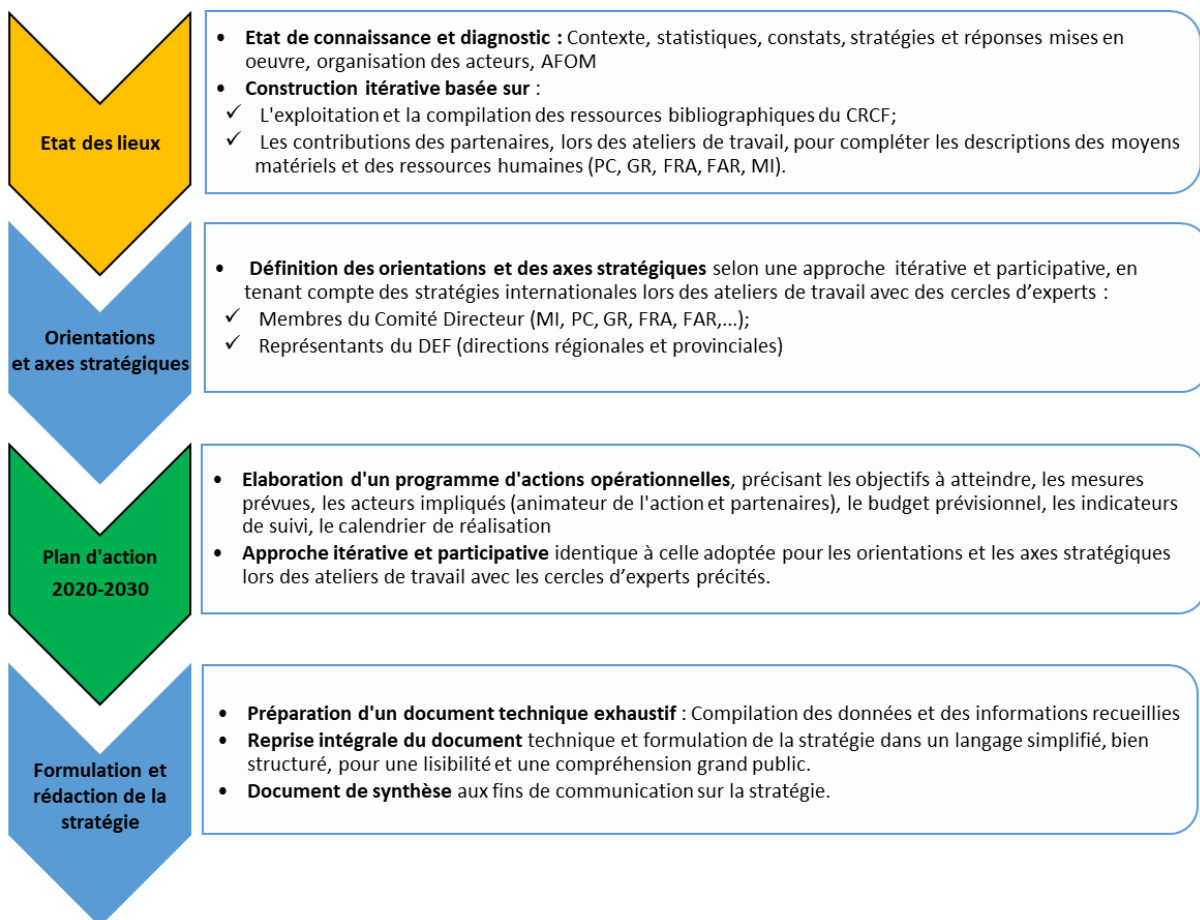 Etat des lieux
• Etat de connaissance et diagnostic : Contexte, statistiques, constats, stratégies et réponses mises en
oeuvre, organisation des acteurs, AFOM
• Construction itérative basée sur :
✓ L'exploitation et la compilation des ressources bibliographiques du CRCF;
✓ Les contributions des partenaires, lors des ateliers de travail, pour compléter les descriptions des moyens
matériels et des ressources humaines (PC, GR, FRA, FAR, MI).
Orientations
et axes stratégiques
• Définition des orientations et des axes stratégiques selon une approche itérative et participative, en
tenant compte des stratégies internationales lors des ateliers de travail avec des cercles d’experts :
✓ Membres du Comité Directeur (MI, PC, GR, FRA, FAR,...);
✓ Représentants du DEF (directions régionales et provinciales)
Plan d'action
2020-2030
• Elaboration d'un programme d'actions opérationnelles, précisant les objectifs à atteindre, les mesures
prévues, les acteurs impliqués (animateur de l'action et partenaires), le budget prévisionnel, les indicateurs
de suivi, le calendrier de réalisation
• Approche itérative et participative identique à celle adoptée pour les orientations et les axes stratégiques
lors des ateliers de travail avec les cercles d’experts précités.
Formulation et
rédaction de la
stratégie
• Préparation d'un document technique exhaustif : Compilation des données et des informations recueillies
• Reprise intégrale du document technique et formulation de la stratégie dans un langage simplifié, bien
structuré, pour une lisibilité et une compréhension grand public.
• Document de synthèse aux fins de communication sur la stratégie.